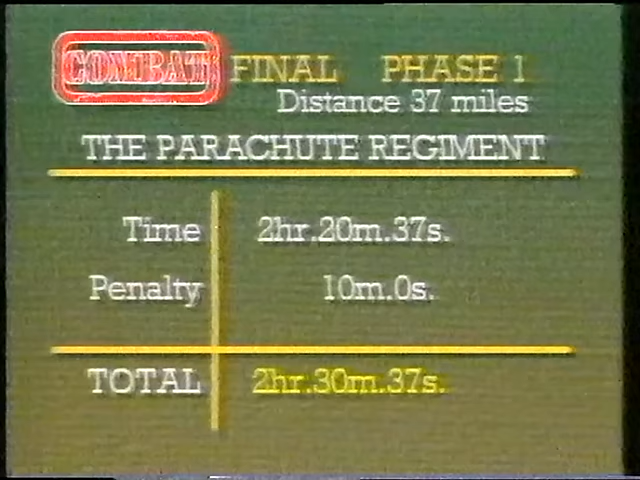 COMBAT FINAL PHASE 1
Distance 37 miles
THE PARACHUTE REGIMENT
Time 2hr.20m.37s.
Penalty 10m.0s.
TOTAL 2hr.30m.37s.